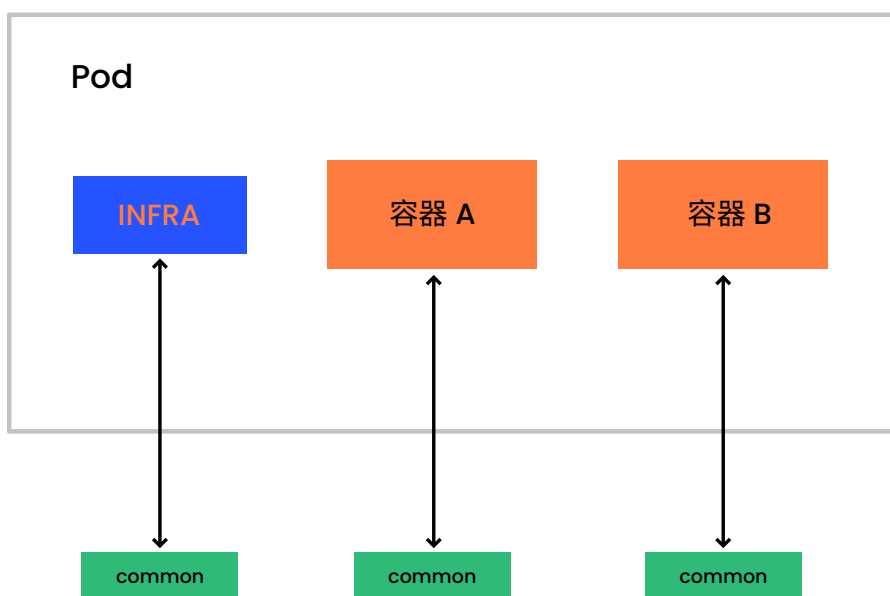 Pod
INFRA
容器 A
容器 B
common
common
common